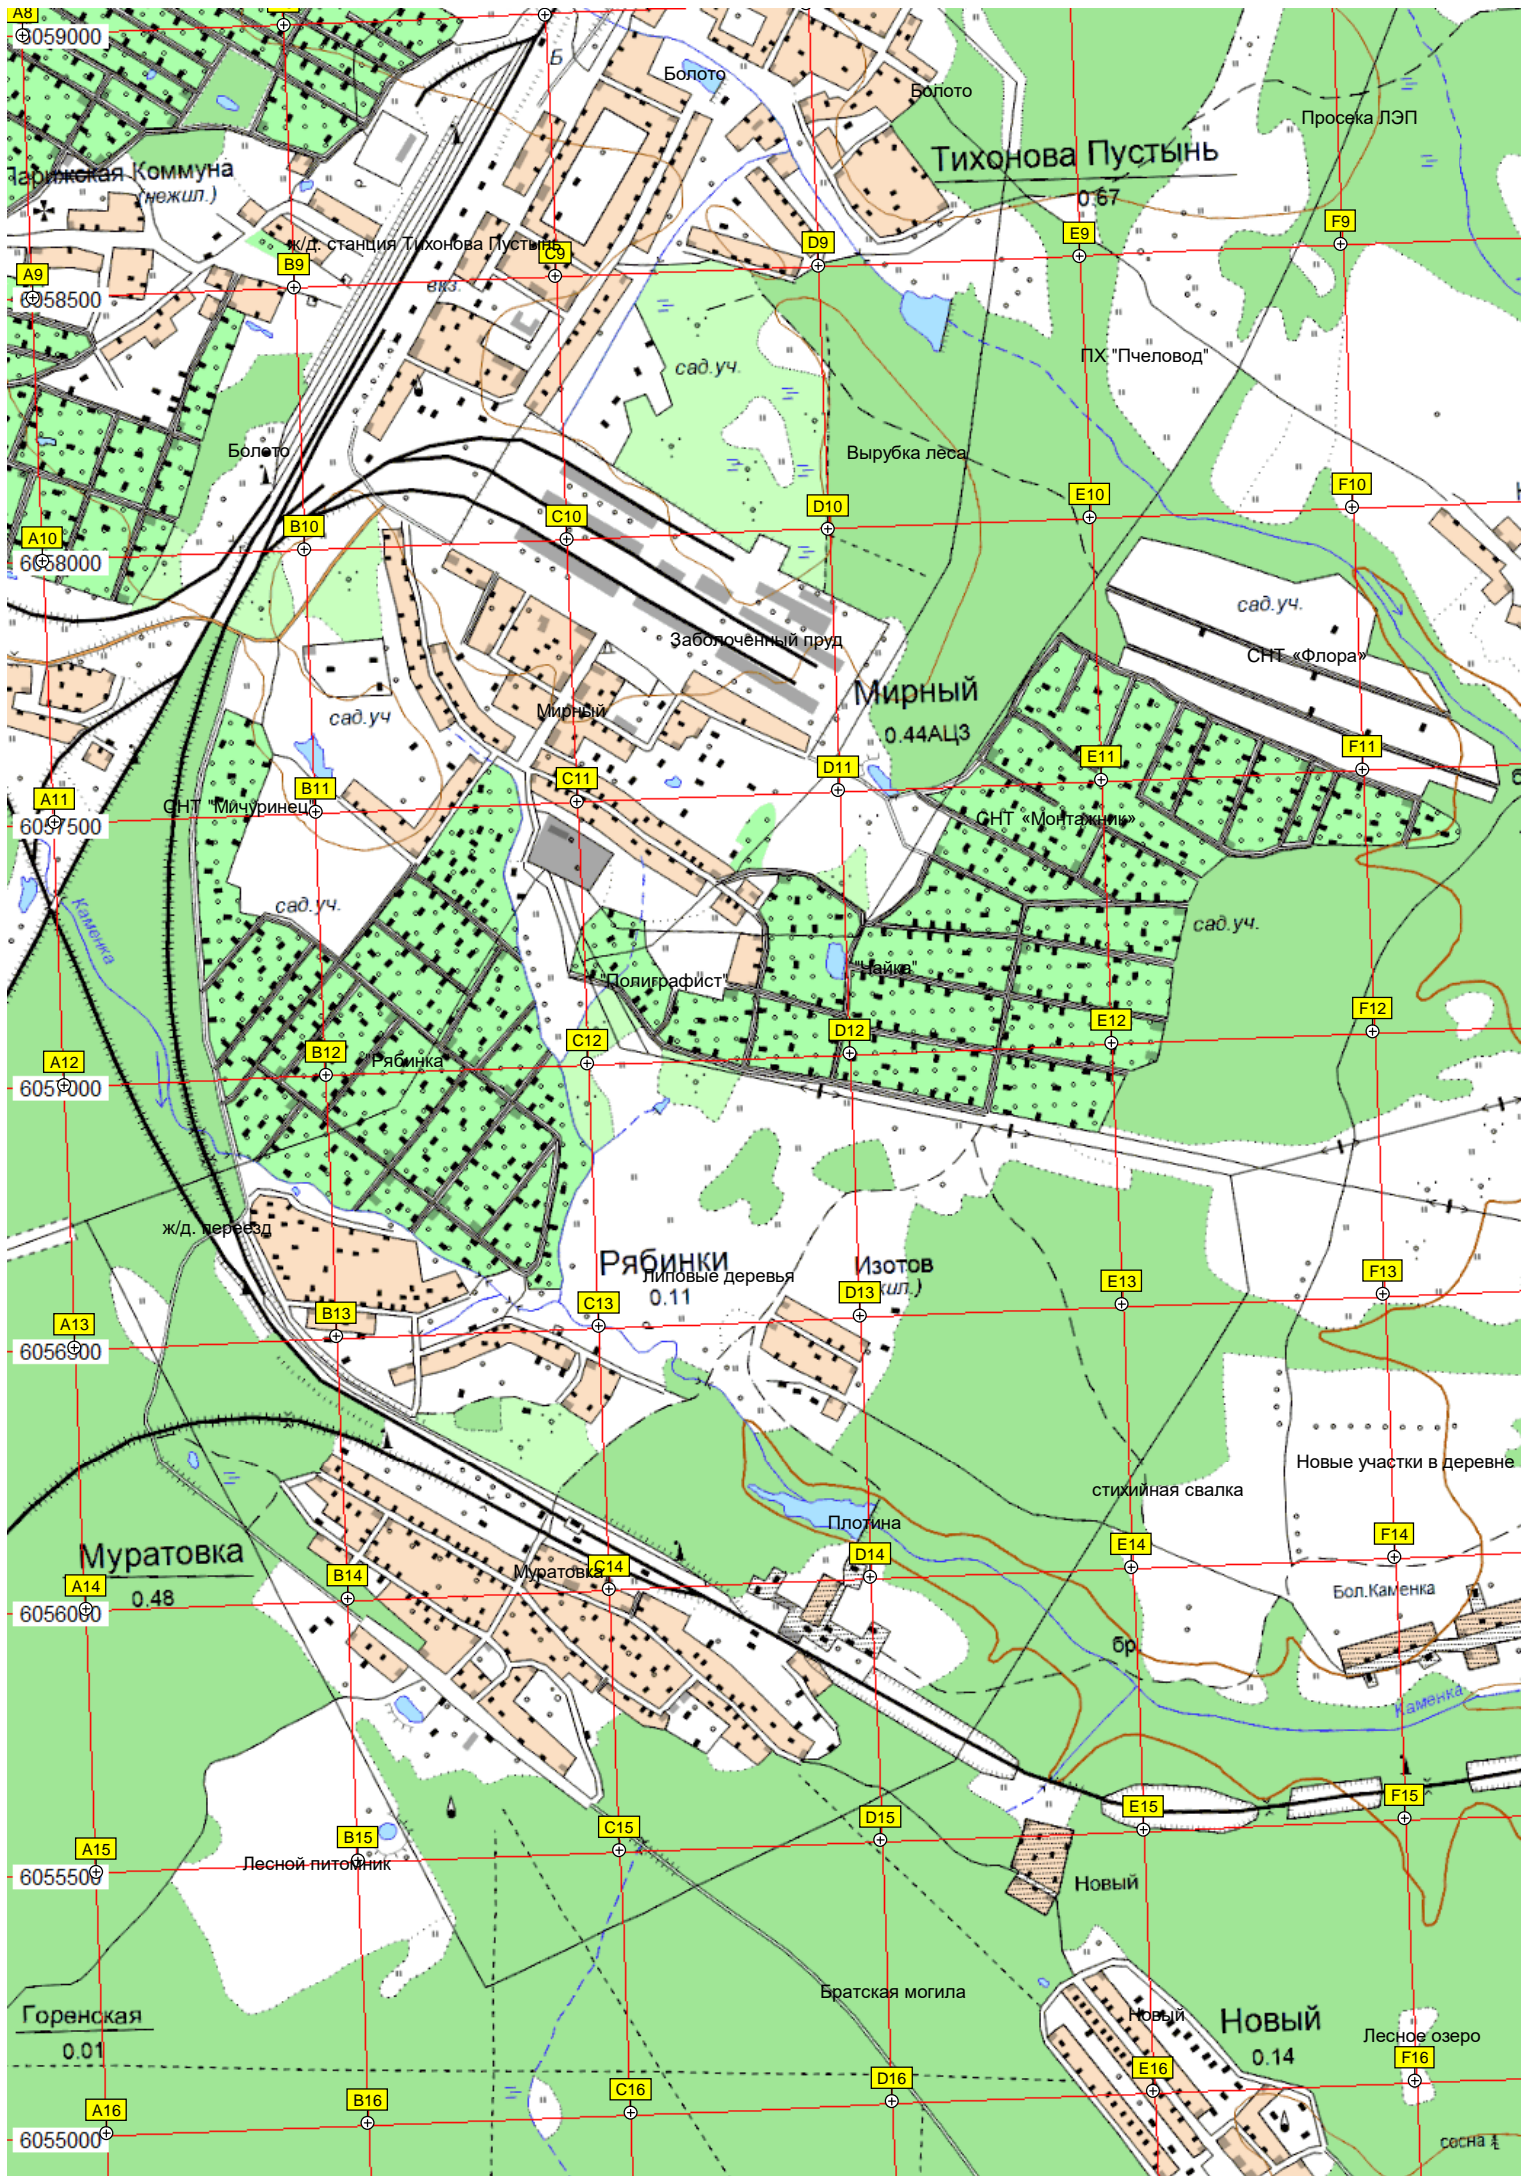 A8
6059000
Б
Болото
Болото
Просека ЛЭП
Тихонова Пустынь
0.67
Парижская Коммуна
(нежил.)
ж/д. станция Тихонова Пустынь
A9
B9
C9
D9
E9
F9
6058500
вкз.
сад.уч.
ПХ "Пчеловод"
Болото
Вырубка леса
A10
B10
C10
D10
E10
F10
6058000
сад.уч.
Заболоченный пруд
СНТ «Флора»
Мирный
0.44АЦЗ
сад.уч
Мирный
A11
B11
C11
D11
E11
F11
СНТ "Мичуринец"
6057500
СНТ «Монтажник»
сад.уч.
сад.уч.
Каменка
"Полиграфист"
"Чайка"
A12
B12
C12
D12
E12
F12
"Рябинка
6057000
ж/д. переезд
Рябинки
0.11
Липовые деревья
Изотов
A13
B13
C13
D13
E13
F13
6056500
Новые участки в деревне
стихийная свалка
Плотина
Муратовка
0.48
Муратовка
A14
B14
C14
D14
E14
F14
6056000
Бол.Каменка
бр.
Каменка
A15
B15
C15
D15
E15
F15
6055500
Лесной питомник
Новый
Братская могила
Горенская
0.01
Новый
Новый
0.14
Лесное озеро
A16
B16
C16
D16
E16
F16
6055000
сосна